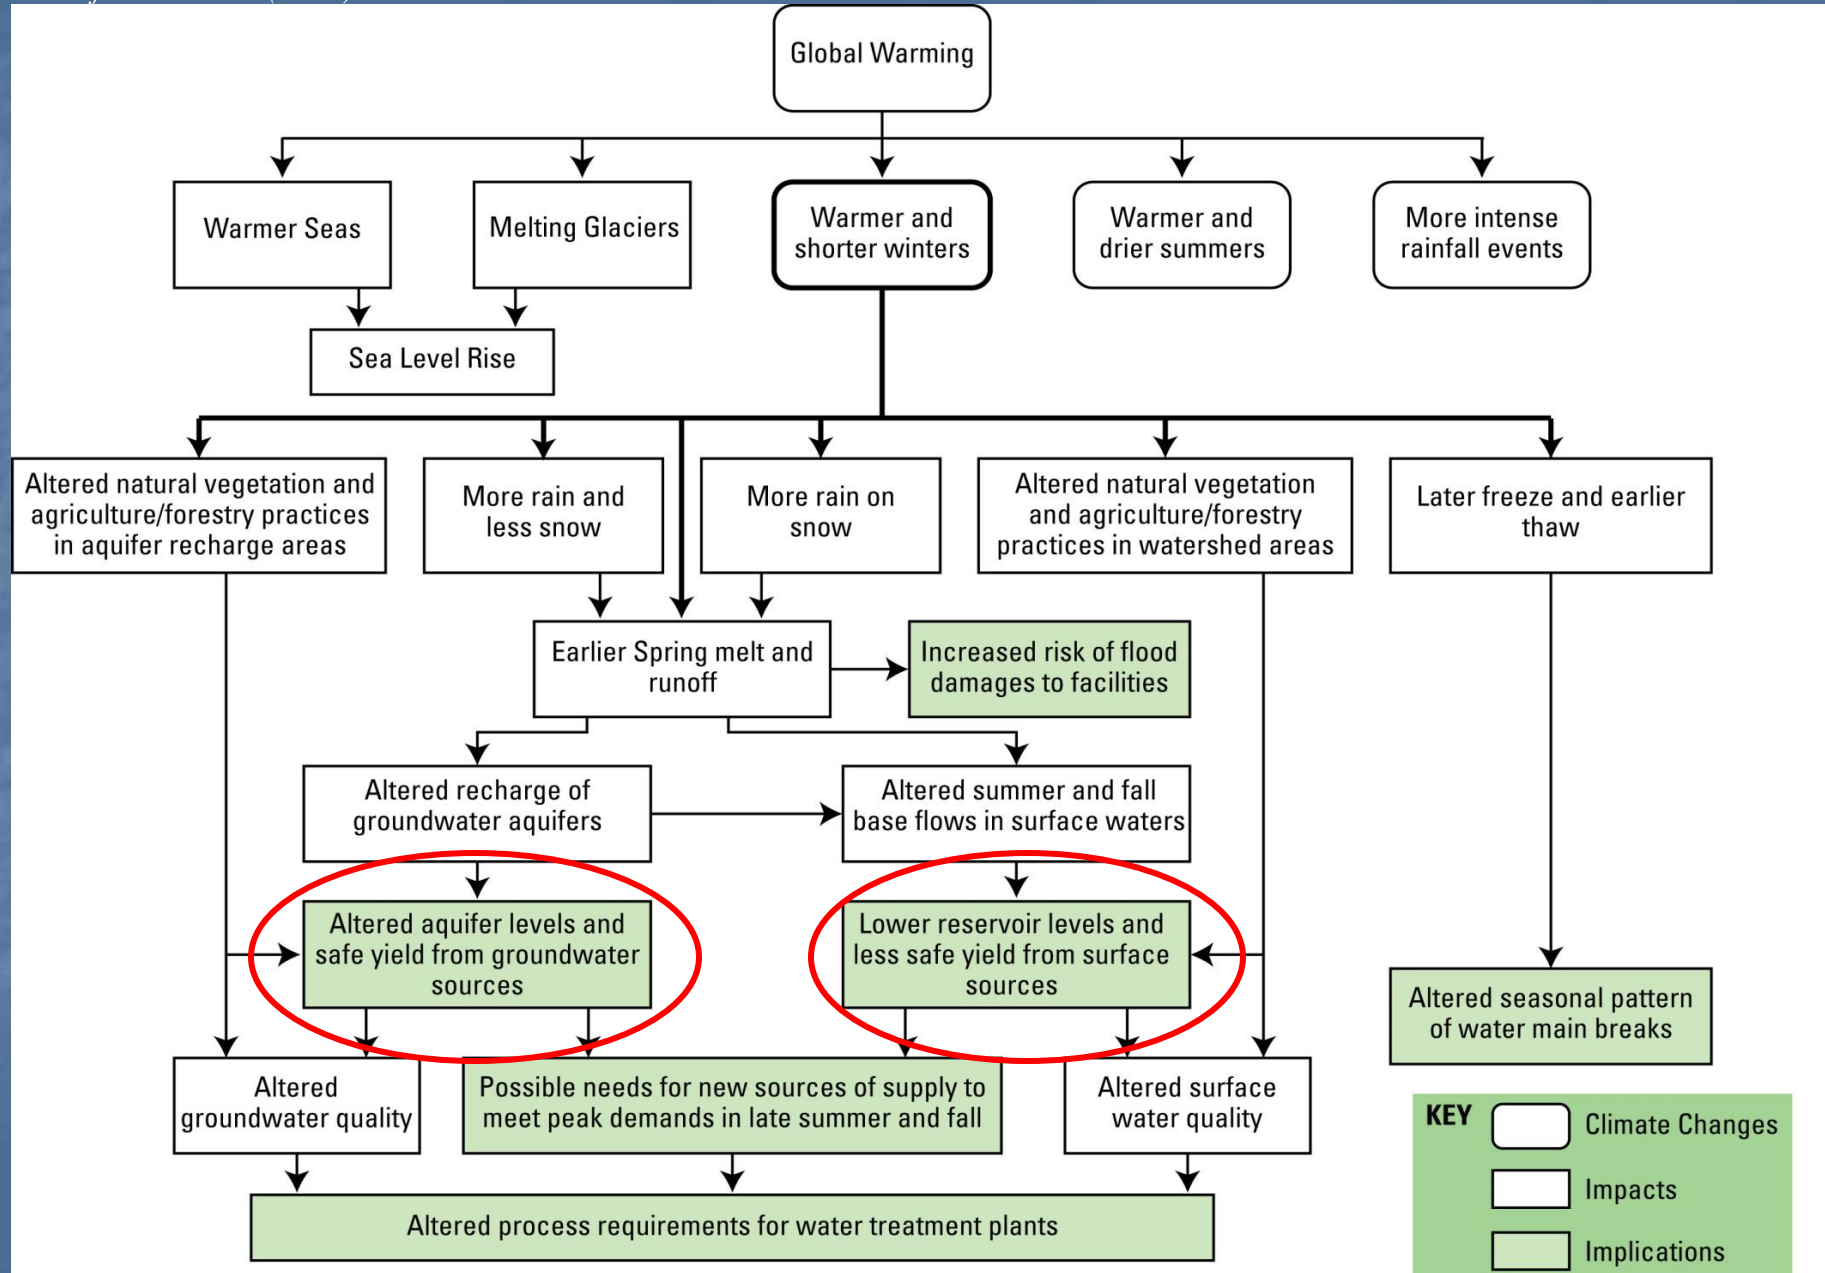 Global Warming
Warmer Seas
Melting Glaciers
Warmer and
shorter winters
Warmer and
drier summers
More intense
rainfall events
Sea Level Rise
Altered natural vegetation and
agriculture/forestry practices
in aquifer recharge areas
More rain and
less snow
More rain on
snow
Altered natural vegetation
and agriculture/forestry
practices in watershed areas
Later freeze and earlier
thaw
Earlier Spring melt and
runoff
Increased risk of flood
damages to facilities
Altered recharge of
groundwater aquifers
Altered summer and fall
base flows in surface waters
Altered aquifer levels and
safe yield from groundwater
sources
Lower reservoir levels and
less safe yield from surface
sources
Altered seasonal pattern
of water main breaks
Altered
groundwater quality
Possible needs for new sources of supply to
meet peak demands in late summer and fall
Altered surface
water quality
Altered process requirements for water treatment plants
KEY
Climate Changes
Impacts
Implications